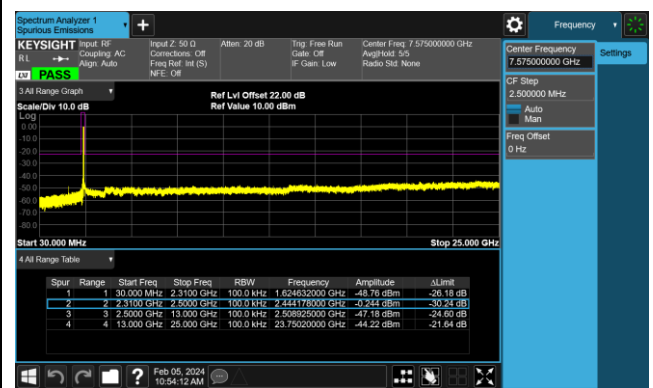 Spectrum Analyzer 1
Spurious Emissions
Frequency
KEYSIGHT
Input: RF
Coupling: AC
Align: Auto
Input Z: 50 Ω
Corrections: Off
Freq Ref: Int (S)
NFE: Off
Atten: 20 dB
Trig: Free Run
Gate: Off
IF Gain: Low
Center Freq: 7.575000000 GHz
Avg|Hold: 5/5
Radio Std: None
R L
LXI PASS
Center Frequency
7.575000000 GHz
Settings
CF Step
2.500000 MHz
Auto
Man
Freq Offset
0 Hz
3 All Range Graph
Scale/Div 10.0 dB
Ref Lvl Offset 22.00 dB
Ref Value 10.00 dBm
Log
0.00
-10.0
-20.0
-30.0
-40.0
-50.0
-60.0
-70.0
-80.0
Start 30.000 MHz Stop 25.000 GHz
4 All Range Table
Spur Range Start Freq Stop Freq RBW Frequency Amplitude ΔLimit
1 1 30.000 MHz 2.3100 GHz 100.0 kHz 1.624632000 GHz -48.76 dBm -26.18 dB
2 2 2.3100 GHz 2.5000 GHz 100.0 kHz 2.444178000 GHz -0.244 dBm -30.24 dB
3 3 2.5000 GHz 13.000 GHz 100.0 kHz 2.508925000 GHz -47.18 dBm -24.60 dB
4 4 13.000 GHz 25.000 GHz 100.0 kHz 23.75020000 GHz -44.22 dBm -21.64 dB
Feb 05, 2024
10:54:12 AM